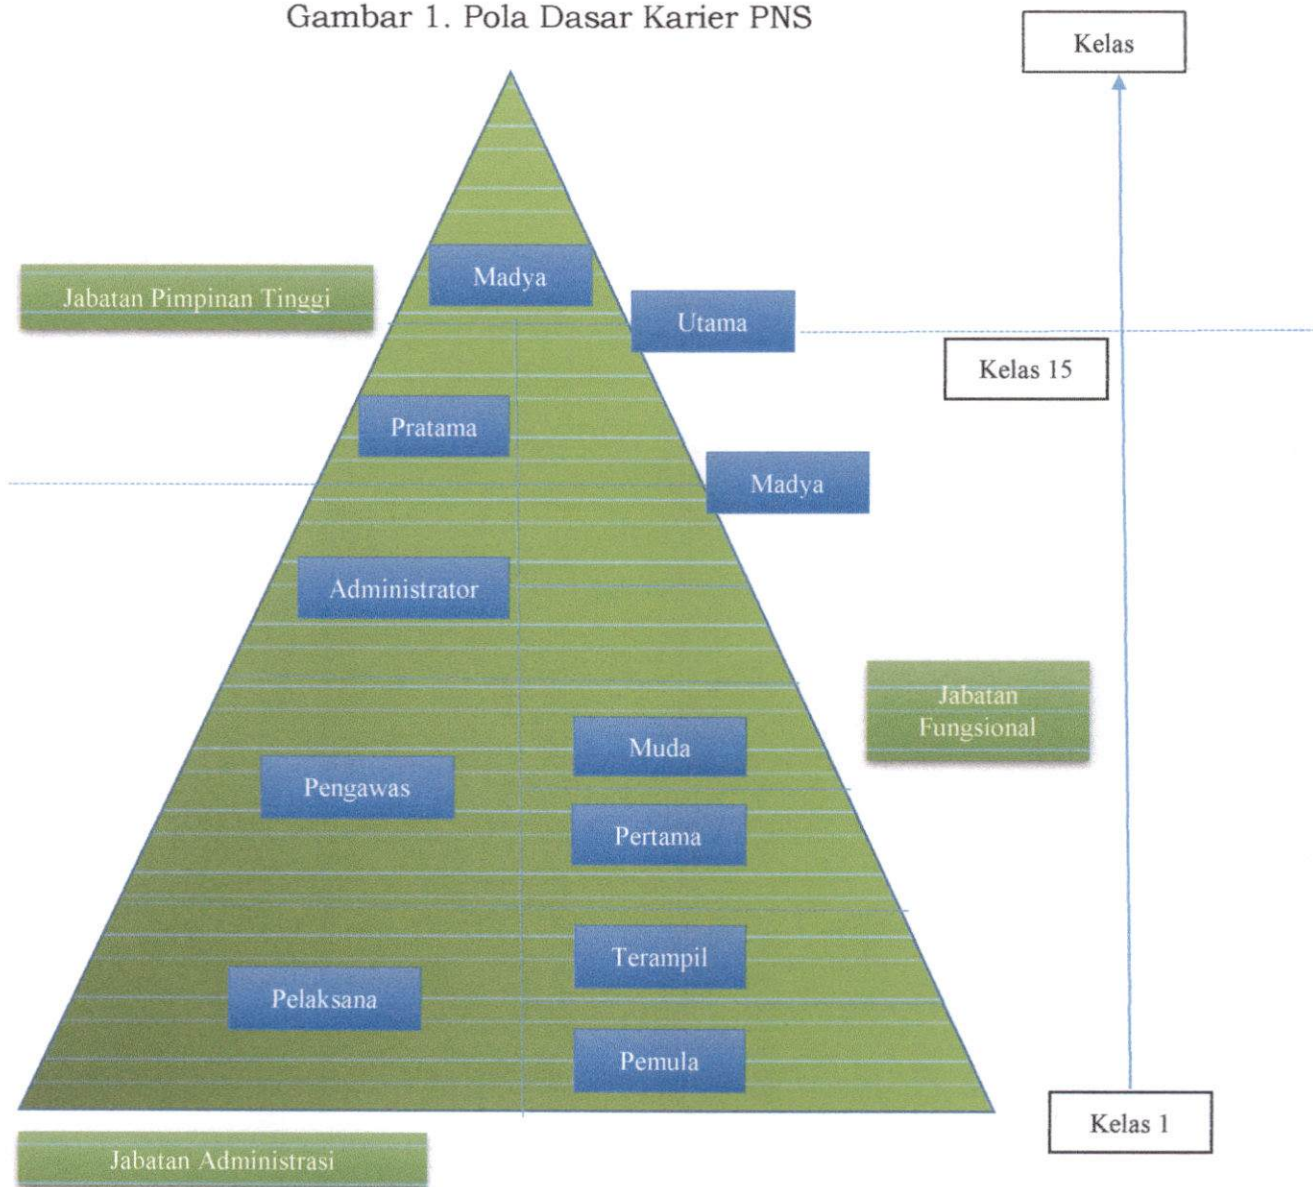 Gambar 1. Pola Dasar Karier PNS
Kelas
Madya
Jabatan Pimpinan Tinggi
Utama
Kelas 15
Pratama
Madya
Administrator
Jabatan
Fungsional
Muda
Pengawas
Pertama
Terampil
Pelaksana
Pemula
Kelas 1
Jabatan Administrasi